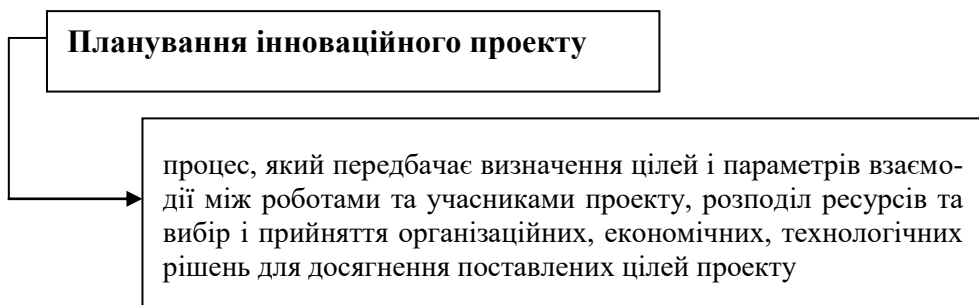 Планування інноваційного проекту
процес, який передбачає визначення цілей і параметрів взаємо-
дії між роботами та учасниками проекту, розподіл ресурсів та
вибір і прийняття організаційних, економічних, технологічних
рішень для досягнення поставлених цілей проекту